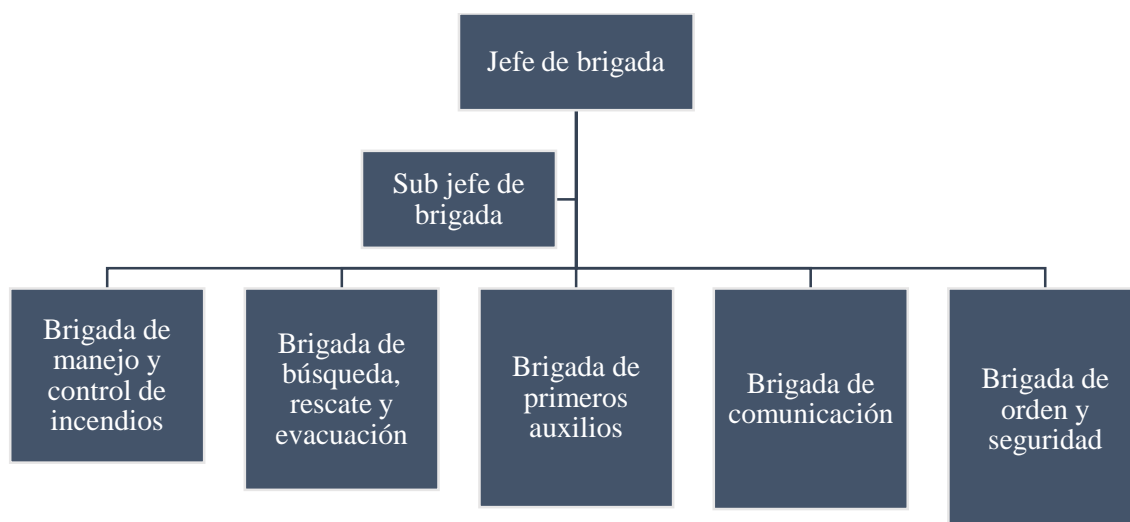 Jefe de brigada
Sub jefe de
brigada
Brigada de
manejo y
control de
incendios
Brigada de
búsqueda,
rescate y
evacuación
Brigada de
primeros
auxilios
Brigada de
comunicación
Brigada de
orden y
seguridad